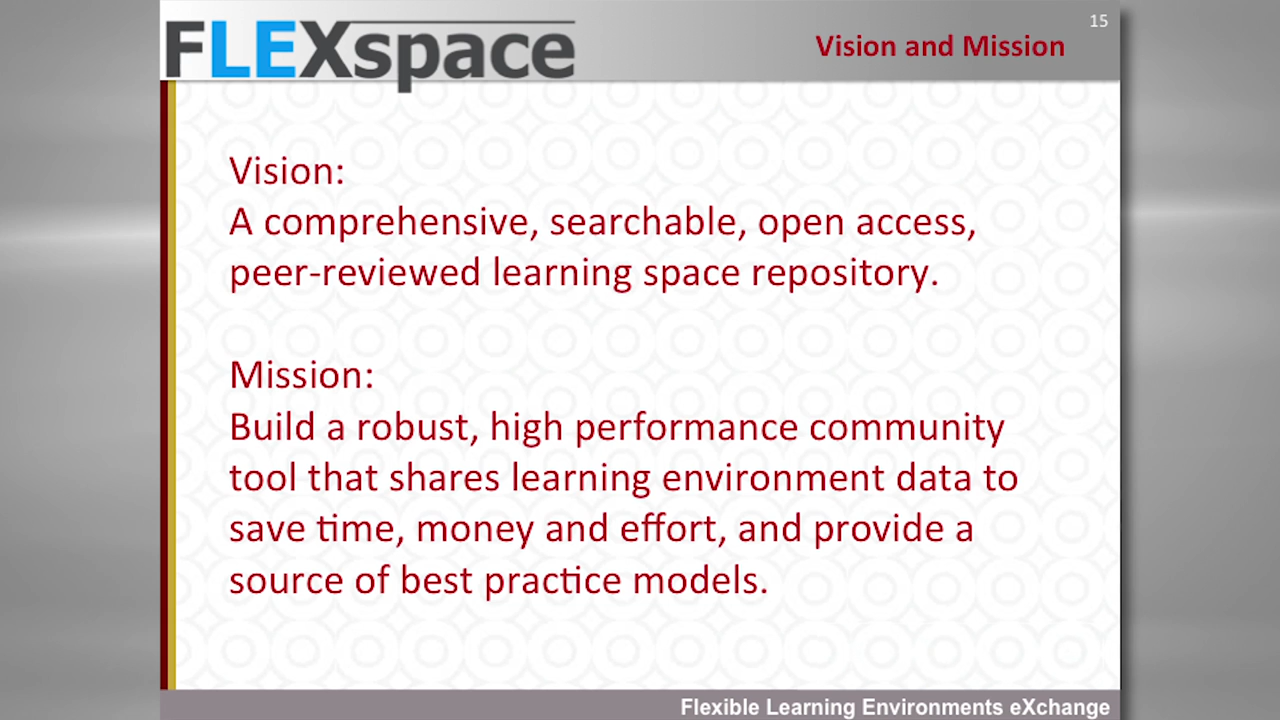 FLEXspace
Vision and Mission
15
Vision:
A comprehensive, searchable, open access,
peer-reviewed learning space repository.
Mission:
Build a robust, high performance community
tool that shares learning environment data to
save time, money and effort, and provide a
source of best practice models.
Flexible Learning Environments eXchange